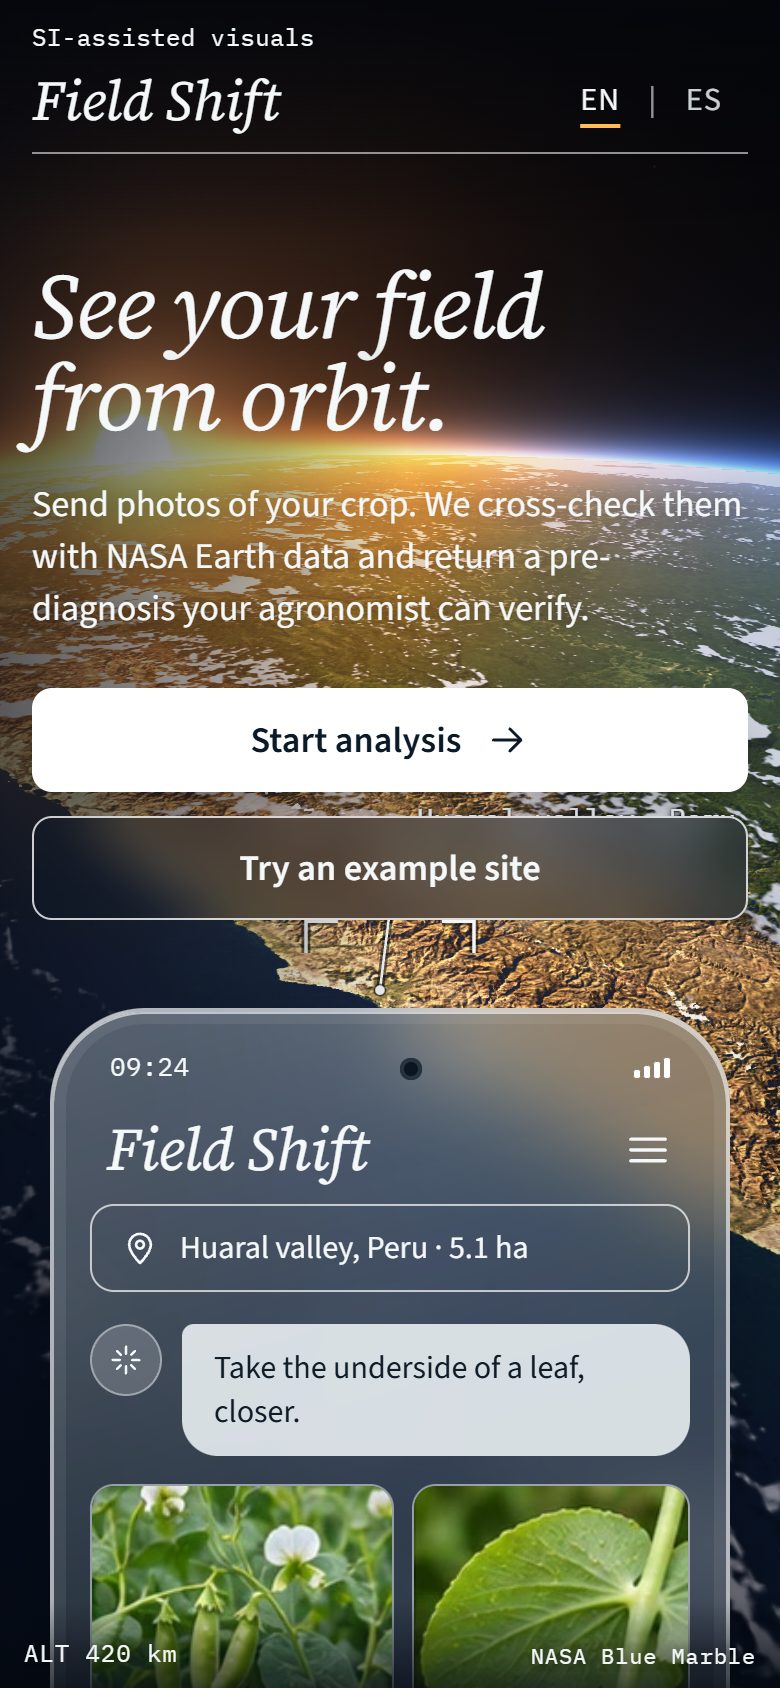 SI-assisted visuals
Field Shift
EN | ES
See your field
from orbit.
Send photos of your crop. We cross-check them
with NASA Earth data and return a pre-
diagnosis your agronomist can verify.
Start analysis →
Try an example site
09:24
Field Shift
Huaral valley, Peru · 5.1 ha
Take the underside of a leaf,
closer.
ALT 420 km
NASA Blue Marble